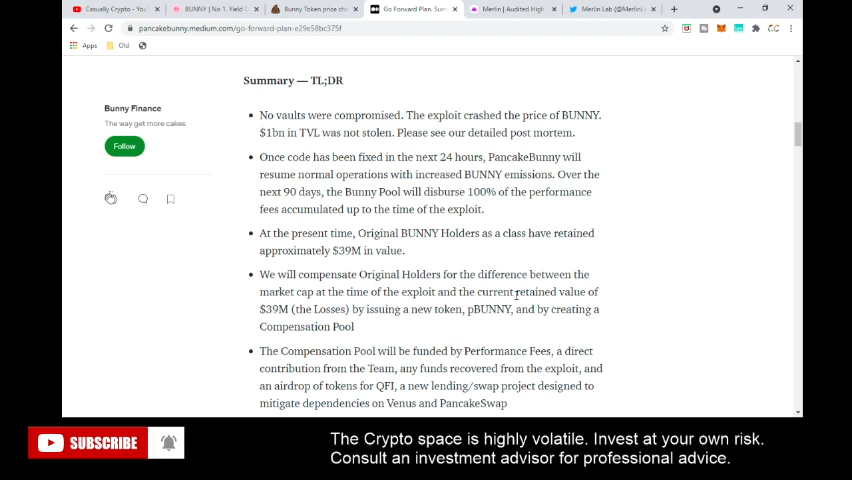 Casually Crypto - You
BUNNY | No 1. Yield
Bunny Token price ch
Go Forward Plan. Sum
Merlin | Audited High
Merlin Lab (@MerlinL
pancakebunny.medium.com/go-forward-plan-e29e58bc375f
Apps
Old
Summary — TL;DR
Bunny Finance
The way get more cakes
Follow
No vaults were compromised. The exploit crashed the price of BUNNY.
$1bn in TVL was not stolen. Please see our detailed post mortem.
Once code has been fixed in the next 24 hours, PancakeBunny will
resume normal operations with increased BUNNY emissions. Over the
next 90 days, the Bunny Pool will disburse 100% of the performance
fees accumulated up to the time of the exploit.
At the present time, Original BUNNY Holders as a class have retained
approximately $39M in value.
We will compensate Original Holders for the difference between the
market cap at the time of the exploit and the current retained value of
$39M (the Losses) by issuing a new token, pBUNNY, and by creating a
Compensation Pool
The Compensation Pool will be funded by Performance Fees, a direct
contribution from the Team, any funds recovered from the exploit, and
an airdrop of tokens for QFI, a new lending/swap project designed to
mitigate dependencies on Venus and PancakeSwap
SUBSCRIBE
The Crypto space is highly volatile. Invest at your own risk.
Consult an investment advisor for professional advice.